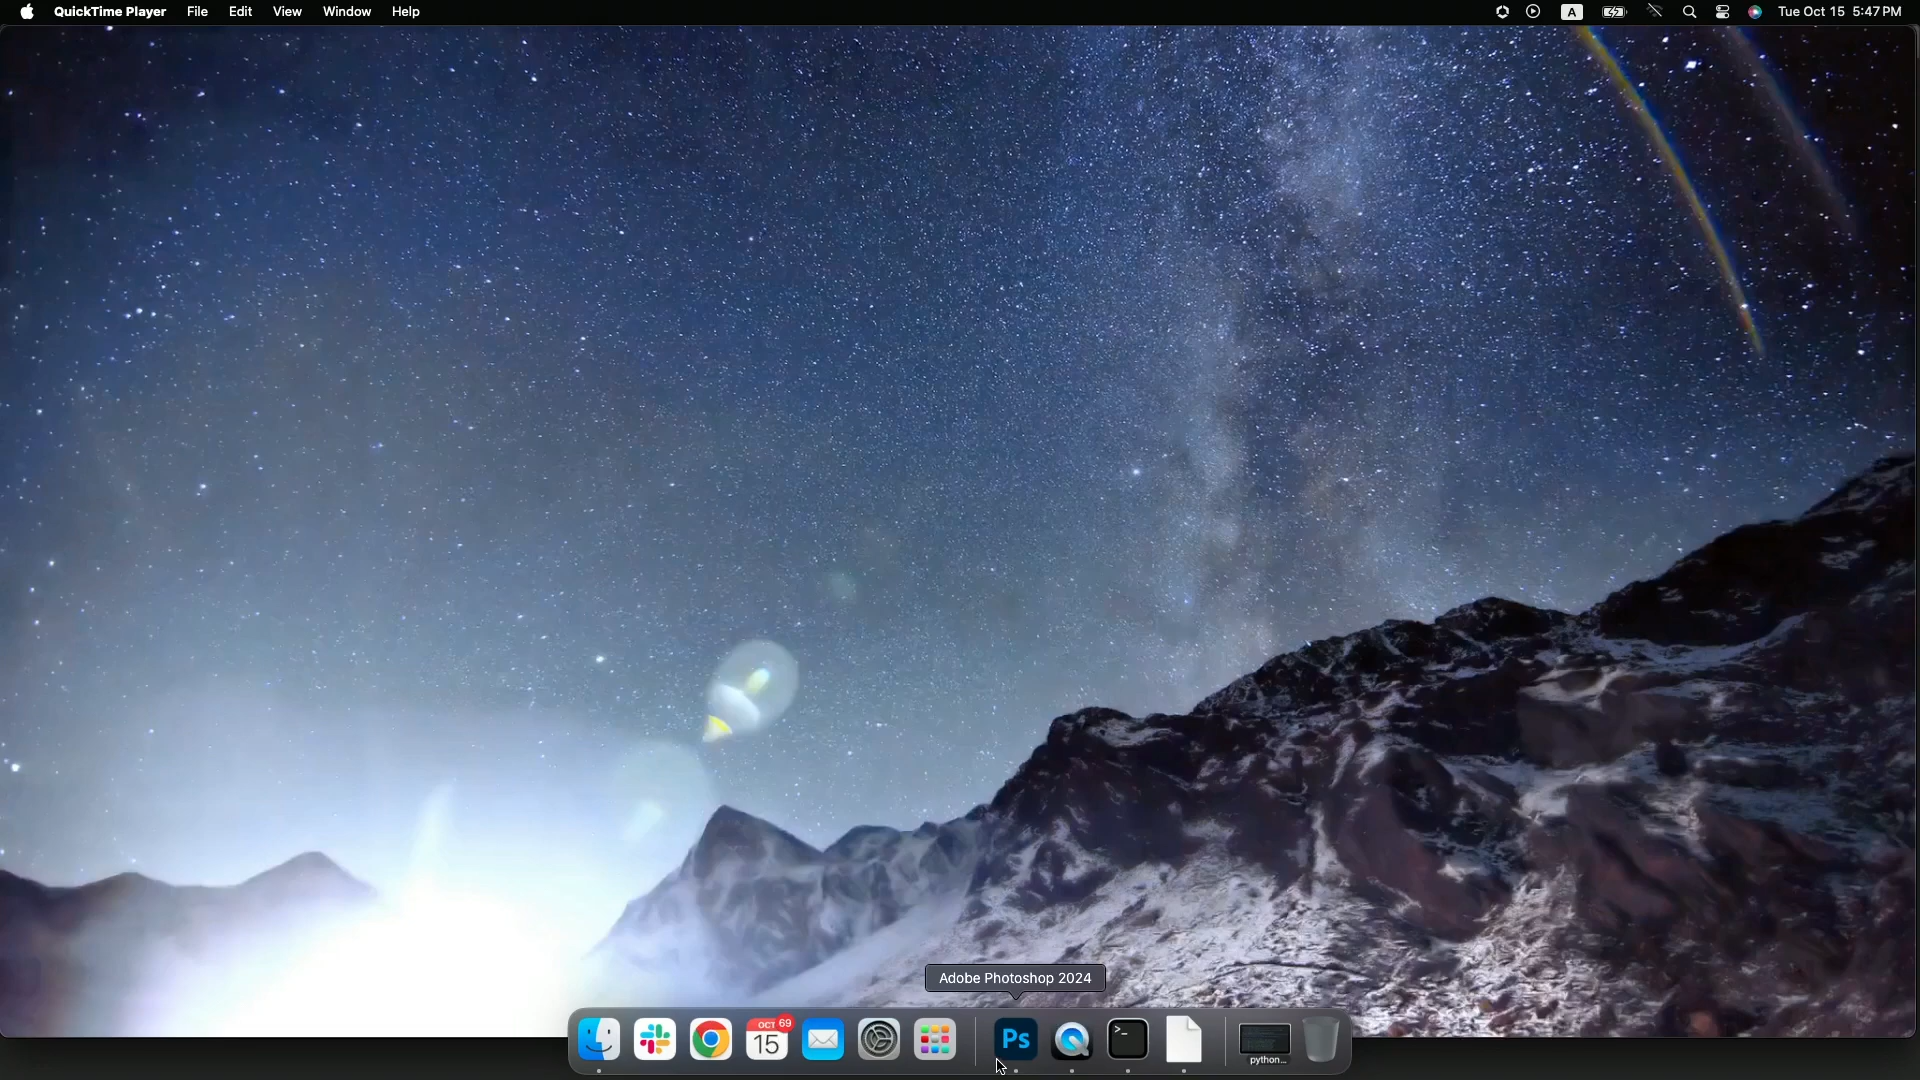 QuickTime Player File Edit View Window Help A Tue Oct 15 5:47 PM
Adobe Photoshop 2024
OCT 69
15
Ps
>_
python...